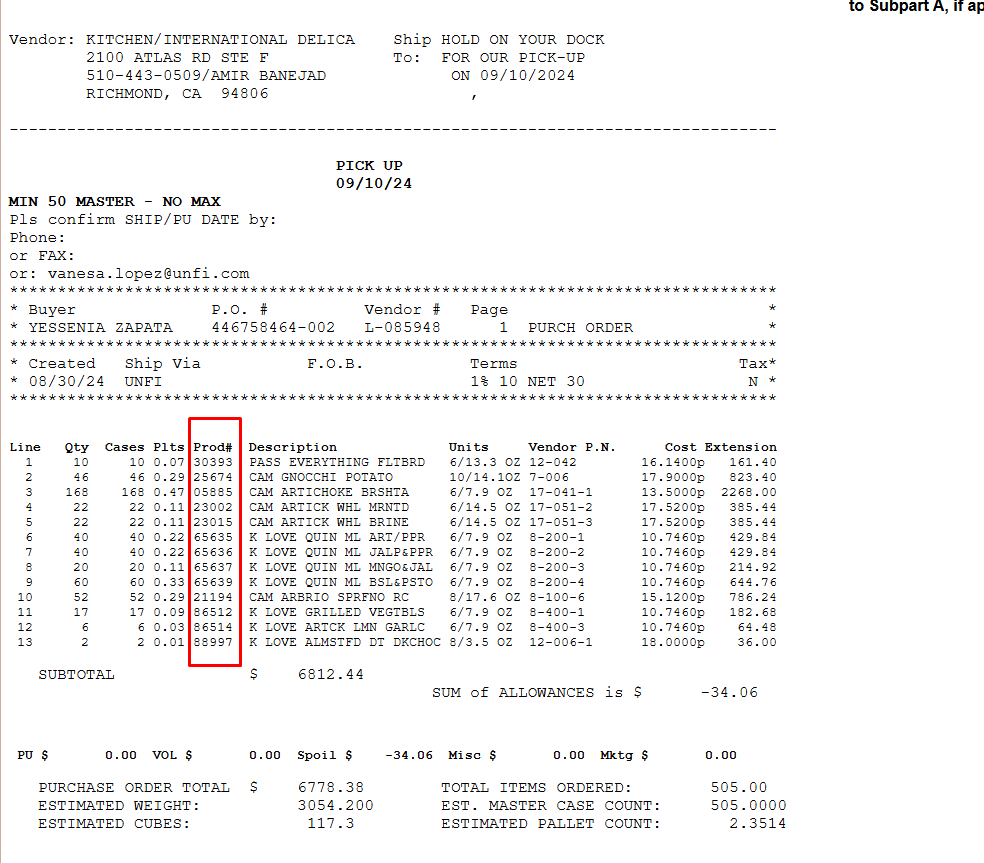 to Subpart A, if ap
Vendor: KITCHEN/INTERNATIONAL DELICA Ship HOLD ON YOUR DOCK
2100 ATLAS RD STE F To: FOR OUR PICK-UP
510-443-0509/AMIR BANEJAD ON 09/10/2024
RICHMOND, CA 94806 ,
--------------------------------------------------------------------------------
PICK UP
09/10/24
MIN 50 MASTER - NO MAX
Pls confirm SHIP/PU DATE by:
Phone:
or FAX:
or: vanesa.lopez@unfi.com
********************************************************************************
* Buyer P.O. # Vendor # Page *
* YESSENIA ZAPATA 446758464-002 L-085948 1 PURCH ORDER *
********************************************************************************
* Created Ship Via F.O.B. Terms Tax*
* 08/30/24 UNFI 1% 10 NET 30 N *
********************************************************************************
Line Qty Cases Plts Prod# Description Units Vendor P.N. Cost Extension
1 10 10 0.07 30393 PASS EVERYTHING FLTBRD 6/13.3 OZ 12-042 16.1400p 161.40
2 46 46 0.29 25674 CAM GNOCCHI POTATO 10/14.1OZ 7-006 17.9000p 823.40
3 168 168 0.47 05885 CAM ARTICHOKE BRSHTA 6/7.9 OZ 17-041-1 13.5000p 2268.00
4 22 22 0.11 23002 CAM ARTICK WHL MRNTD 6/14.5 OZ 17-051-2 17.5200p 385.44
5 22 22 0.11 23015 CAM ARTICK WHL BRINE 6/14.5 OZ 17-051-3 17.5200p 385.44
6 40 40 0.22 65635 K LOVE QUIN ML ART/PPR 6/7.9 OZ 8-200-1 10.7460p 429.84
7 40 40 0.22 65636 K LOVE QUIN ML JALP&PPR 6/7.9 OZ 8-200-2 10.7460p 429.84
8 20 20 0.11 65637 K LOVE QUIN ML MNGO&JAL 6/7.9 OZ 8-200-3 10.7460p 214.92
9 60 60 0.33 65639 K LOVE QUIN ML BSL&PSTO 6/7.9 OZ 8-200-4 10.7460p 644.76
10 52 52 0.29 21194 CAM ARBRIO SPRFNO RC 8/17.6 OZ 8-100-6 15.1200p 786.24
11 17 17 0.09 86512 K LOVE GRILLED VEGTBLS 6/7.9 OZ 8-400-1 10.7460p 182.68
12 6 6 0.03 86514 K LOVE ARTCK LMN GARLC 6/7.9 OZ 8-400-3 10.7460p 64.48
13 2 2 0.01 88997 K LOVE ALMSTFD DT DKCHOC 8/3.5 OZ 12-006-1 18.0000p 36.00
SUBTOTAL $ 6812.44
SUM of ALLOWANCES is $ -34.06
PU $ 0.00 VOL $ 0.00 Spoil $ -34.06 Misc $ 0.00 Mktg $ 0.00
PURCHASE ORDER TOTAL $ 6778.38 TOTAL ITEMS ORDERED: 505.00
ESTIMATED WEIGHT: 3054.200 EST. MASTER CASE COUNT: 505.0000
ESTIMATED CUBES: 117.3 ESTIMATED PALLET COUNT: 2.3514